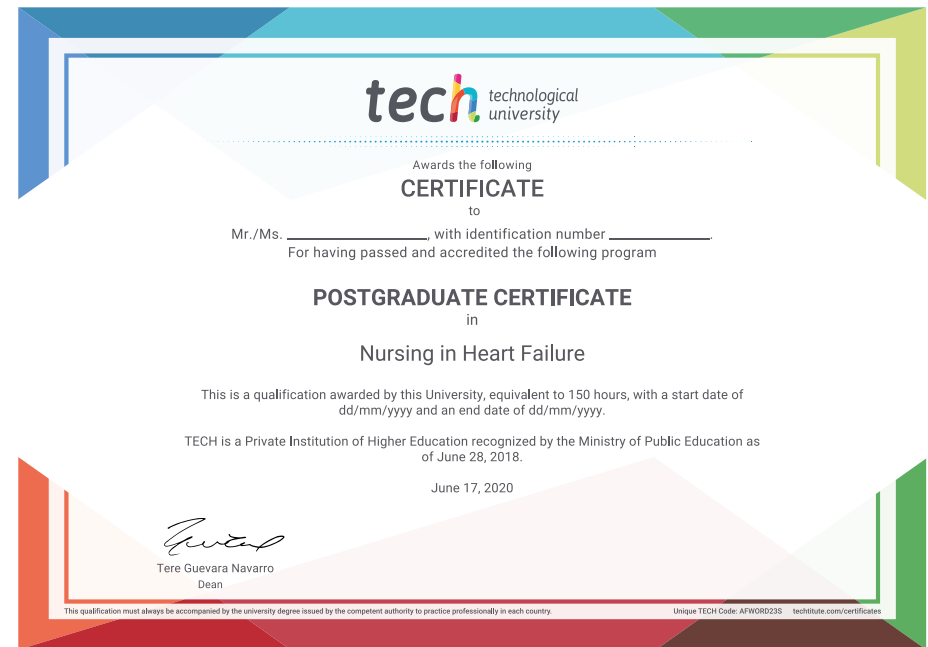 tech technological
university
Awards the following
CERTIFICATE
to
Mr./Ms. ____________________, with identification number ______________.
For having passed and accredited the following program
POSTGRADUATE CERTIFICATE
in
Nursing in Heart Failure
This is a qualification awarded by this University, equivalent to 150 hours, with a start date of
dd/mm/yyyy and an end date of dd/mm/yyyy.
TECH is a Private Institution of Higher Education recognized by the Ministry of Public Education as
of June 28, 2018.
June 17, 2020
Tere Guevara Navarro
Dean
This qualification must always be accompanied by the university degree issued by the competent authority to practice professionally in each country.
Unique TECH Code: AFWORD23S techtitute.com/certificates